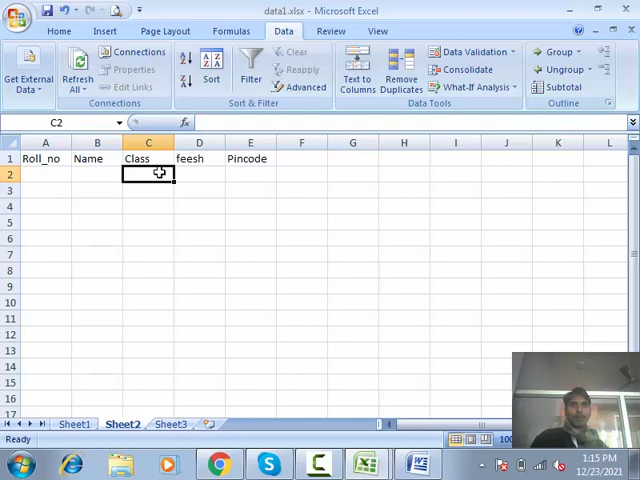 data1.xlsx - Microsoft Excel
Home Insert Page Layout Formulas Data Review View
Get External Data
Refresh All
Connections
Properties
Edit Links
Connections
Sort
Filter
Clear
Reapply
Advanced
Sort & Filter
Text to Columns
Remove Duplicates
Data Validation
Consolidate
What-If Analysis
Data Tools
Group
Ungroup
Subtotal
Outline
C2 fx
A B C D E F G H I J K L
1 Roll_no Name Class feesh Pincode
2
3
4
5
6
7
8
9
10
11
12
13
14
15
16
17
Sheet1 Sheet2 Sheet3
Ready 100
1:15 PM
12/23/2021